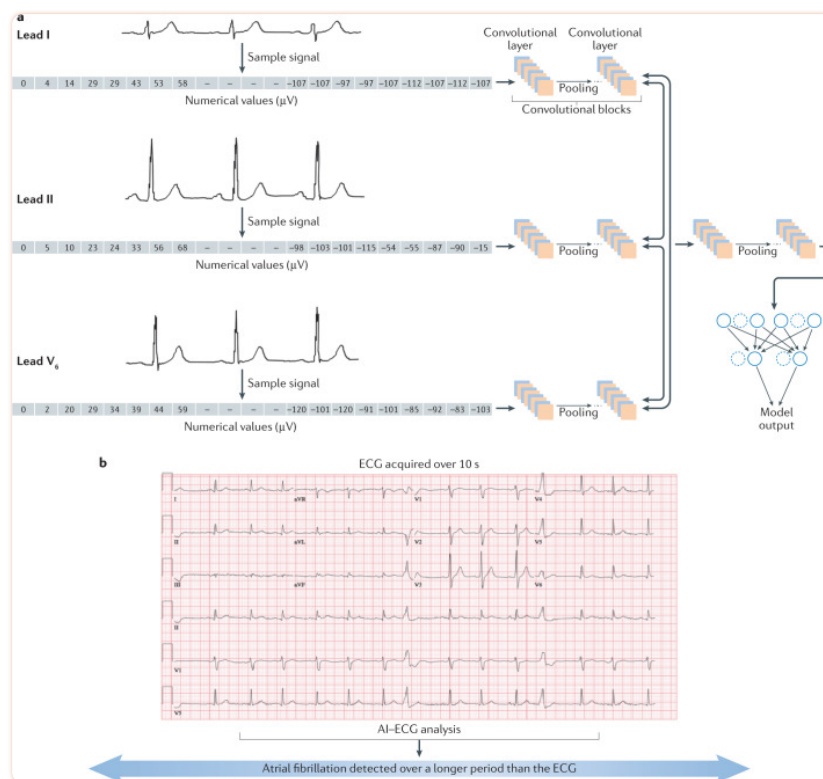 a
Lead I
Sample signal
0 4 14 29 29 43 53 58 – – – – –107 –107 –97 –97 –107 –112 –107 –112 –107
Numerical values (μV)
Convolutional layer
Convolutional layer
Pooling
Convolutional blocks
Lead II
Sample signal
0 5 10 23 24 33 56 68 – – – – –98 –103 –101 –115 –54 –55 –87 –90 –15
Numerical values (μV)
Pooling
Pooling
Lead V6
Sample signal
0 2 20 29 34 39 44 59 – – – – –120 –101 –120 –91 –101 –85 –92 –83 –103
Numerical values (μV)
Pooling
Model
output
b
ECG acquired over 10 s
I aVR V1 V4
II aVL V2 V5
III aVF V3 V6
II
V1
V5
AI–ECG analysis
Atrial fibrillation detected over a longer period than the ECG